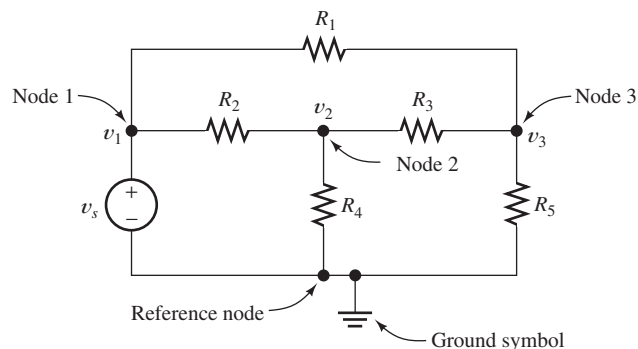 R1
Node 1
R2
v2
R3
Node 3
v1
v3
Node 2
+
vs
−
R4
R5
Reference node
Ground symbol